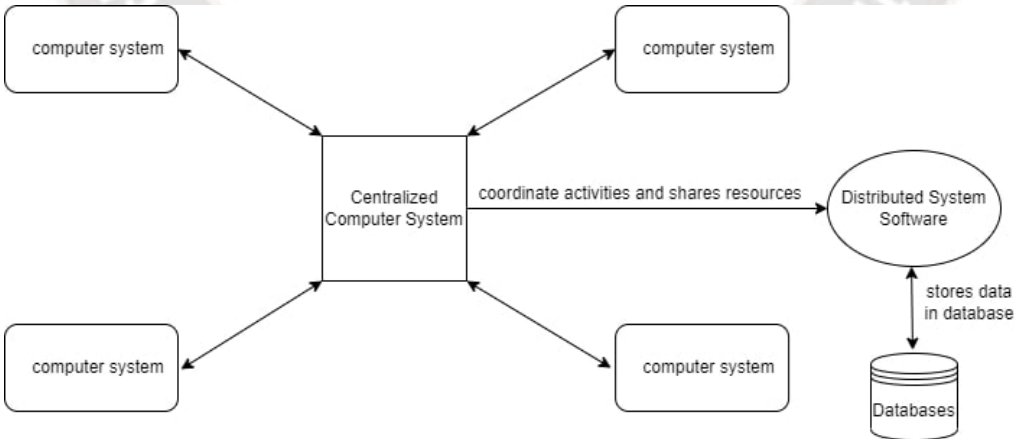 computer system
computer system
Centralized
Computer System
coordinate activities and shares resources
Distributed System
Software
stores data
in database
computer system
computer system
Databases